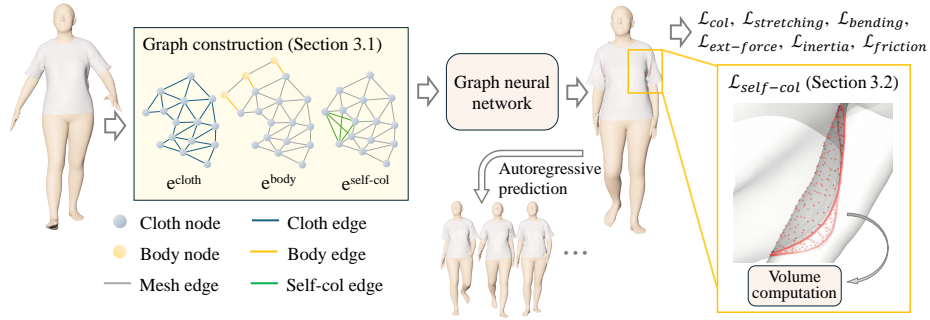 Graph construction (Section 3.1)
e^cloth
e^body
e^self-col
Cloth node
Cloth edge
Body node
Body edge
Mesh edge
Self-col edge
Graph neural
network
Autoregressive
prediction
...
ℒ_col, ℒ_stretching, ℒ_bending,
ℒ_ext−force, ℒ_inertia, ℒ_friction
ℒ_self−col (Section 3.2)
Volume
computation